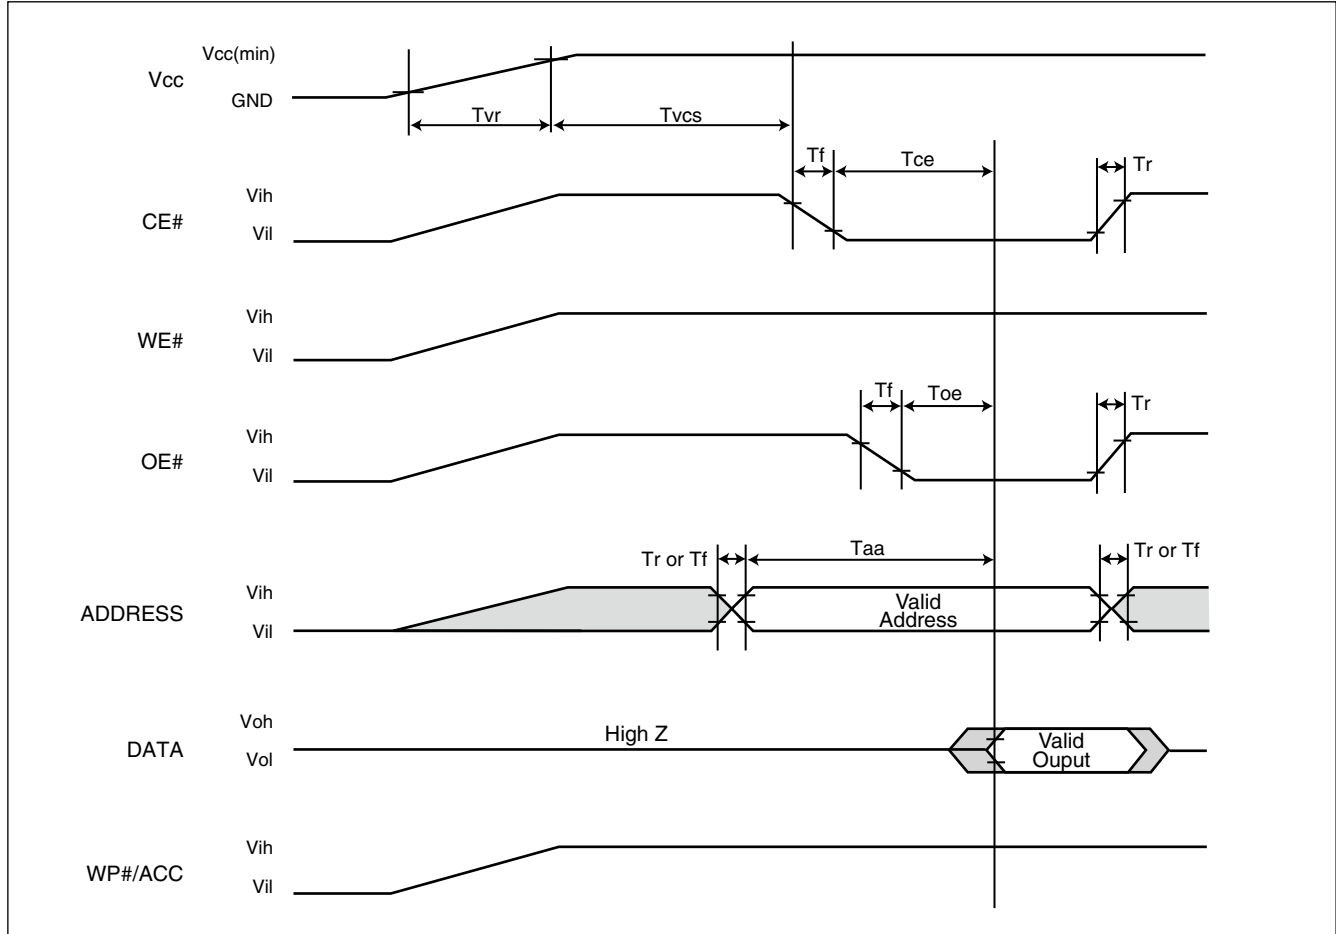 Vcc(min)
Vcc
GND
Tvr
Tvcs
Tf
Tce
Tr
Vih
CE#
Vil
Vih
WE#
Vil
Tf
Toe
Tr
Vih
OE#
Vil
Tr or Tf
Taa
Tr or Tf
Vih
ADDRESS
Vil
Valid
Address
Voh
DATA
Vol
High Z
Valid
Ouput
Vih
WP#/ACC
Vil